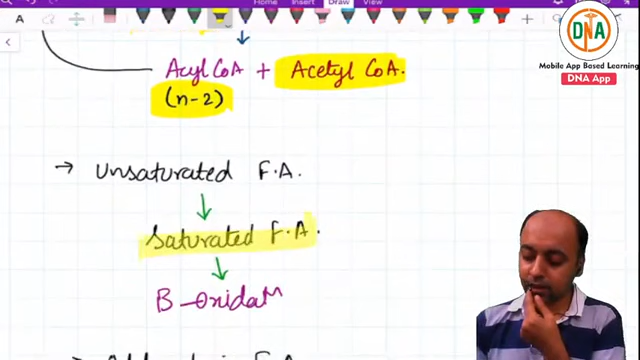 Home Insert Draw View
DNA
Mobile App Based Learning
DNA App
Acyl CoA + Acetyl CoA.
(n-2)
→ Unsaturated F.A.
↓
Saturated F.A.
↓
B-oxidatn